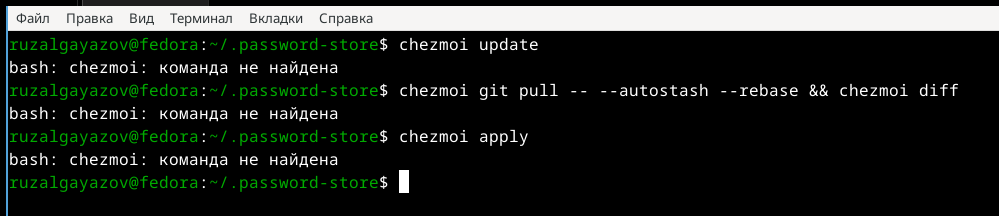 Файл Правка Вид Терминал Вкладки Справка
ruzalgayazov@fedora:~/.password-store$ chezmoi update
bash: chezmoi: команда не найдена
ruzalgayazov@fedora:~/.password-store$ chezmoi git pull -- --autostash --rebase && chezmoi diff
bash: chezmoi: команда не найдена
ruzalgayazov@fedora:~/.password-store$ chezmoi apply
bash: chezmoi: команда не найдена
ruzalgayazov@fedora:~/.password-store$